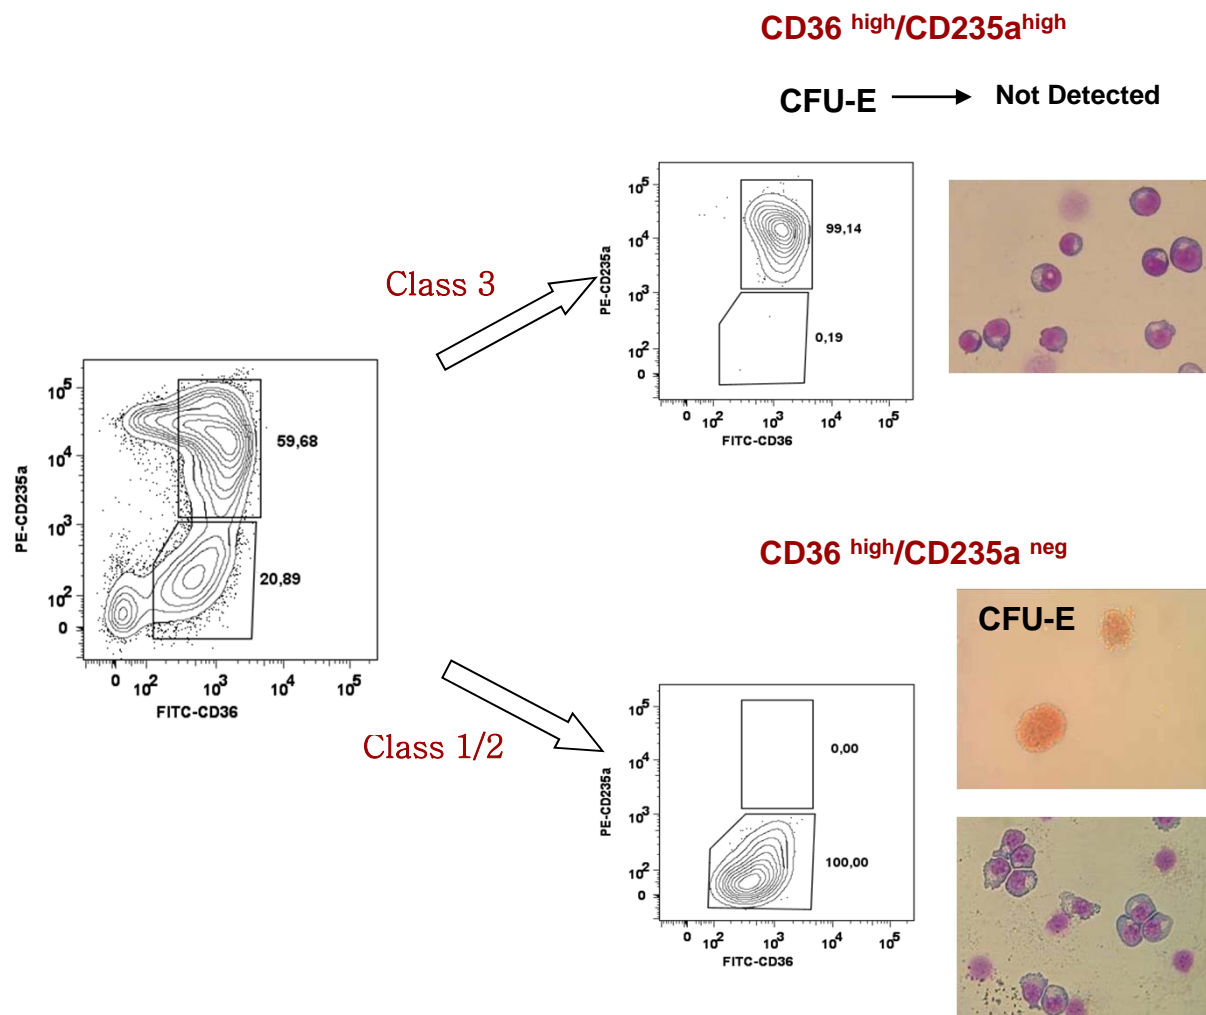 CD36 high/CD235a high
CFU-E → Not Detected
10^5
10^4
10^3
10^2
0
PE-CD235a
99,14
0,19
0 10^2 10^3 10^4 10^5
FITC-CD36
Class 3
10^5
10^4
10^3
10^2
0
PE-CD235a
59,68
20,89
0 10^2 10^3 10^4 10^5
FITC-CD36
Class 1/2
CD36 high/CD235a neg
CFU-E
10^5
10^4
10^3
10^2
0
PE-CD235a
0,00
100,00
0 10^2 10^3 10^4 10^5
FITC-CD36